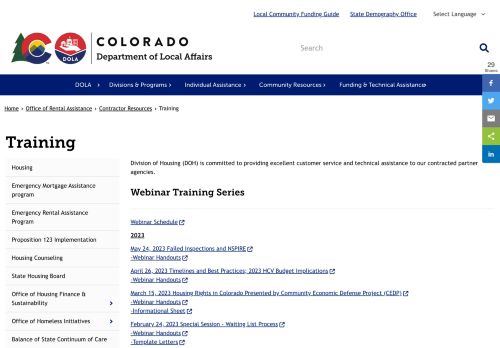 Local Community Funding Guide State Demography Office Select Language
COLORADO
Department of Local Affairs
DOLA
Search
29
Shares
DOLA Divisions & Programs Individual Assistance Community Resources Funding & Technical Assistance
Home › Office of Rental Assistance › Contractor Resources › Training
Training
Housing
Emergency Mortgage Assistance program
Emergency Rental Assistance Program
Proposition 123 Implementation
Housing Counseling
State Housing Board
Office of Housing Finance & Sustainability
Office of Homeless Initiatives
Balance of State Continuum of Care
Division of Housing (DOH) is committed to providing excellent customer service and technical assistance to our contracted partner
agencies.
Webinar Training Series
Webinar Schedule
2023
May 24, 2023 Failed Inspections and NSPIRE
-Webinar Handouts
April 26, 2023 Timelines and Best Practices; 2023 HCV Budget Implications
-Webinar Handouts
March 15, 2023 Housing Rights in Colorado Presented by Community Economic Defense Project (CEDP)
-Webinar Handouts
-Informational Sheet
February 24, 2023 Special Session - Waiting List Process
-Webinar Handouts
-Template Letters